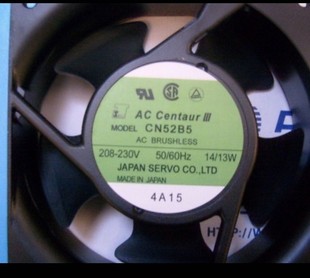 AC Centaur III
MODEL CN52B5
AC BRUSHLESS
208-230V 50/60Hz 14/13W
JAPAN SERVO CO.,LTD
MADE IN JAPAN
4A15
HTTP://W